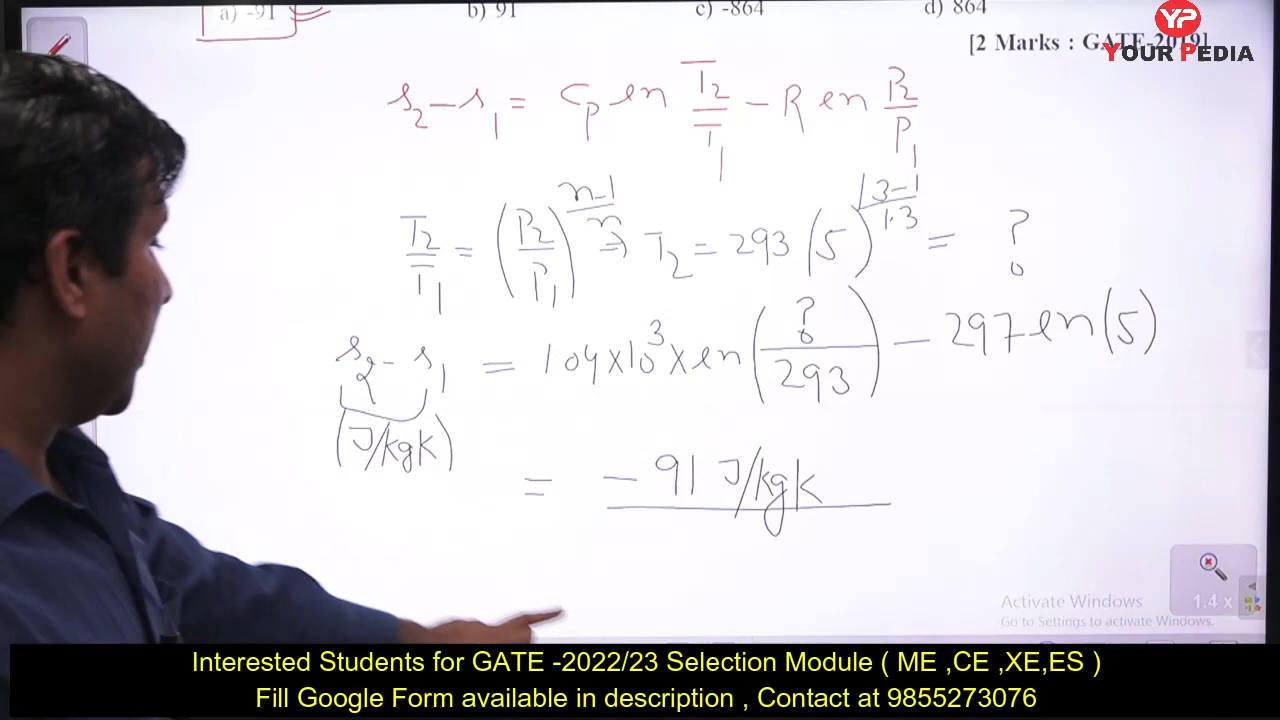 a) -91 b) 91 c) -864 d) 864
[2 Marks : GATE-2019]
YP
YOUR PEDIA
s2 - s1 = Cp ln T2/T1 - R ln P2/P1
T2/T1 = (P2/P1)^(n-1/n) ⇒ T2 = 293 (5)^(1.3-1/1.3) = ?
s2 - s1 = 1.04 x 10^3 x ln (?/293) - 297 ln (5)
(J/kgk)
= - 91 J/kgk
1.4 x
Activate Windows
Go to Settings to activate Windows.
Interested Students for GATE -2022/23 Selection Module ( ME ,CE ,XE,ES )
Fill Google Form available in description , Contact at 9855273076